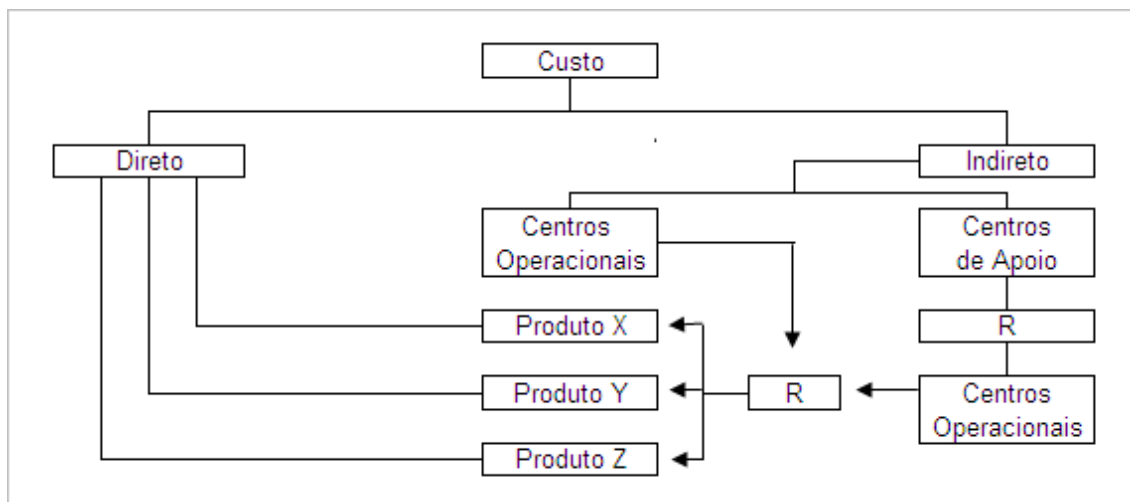 Custo
Direto
Indireto
Centros
Operacionais
Centros
de Apoio
Produto X
R
Produto Y
R
Centros
Operacionais
Produto Z